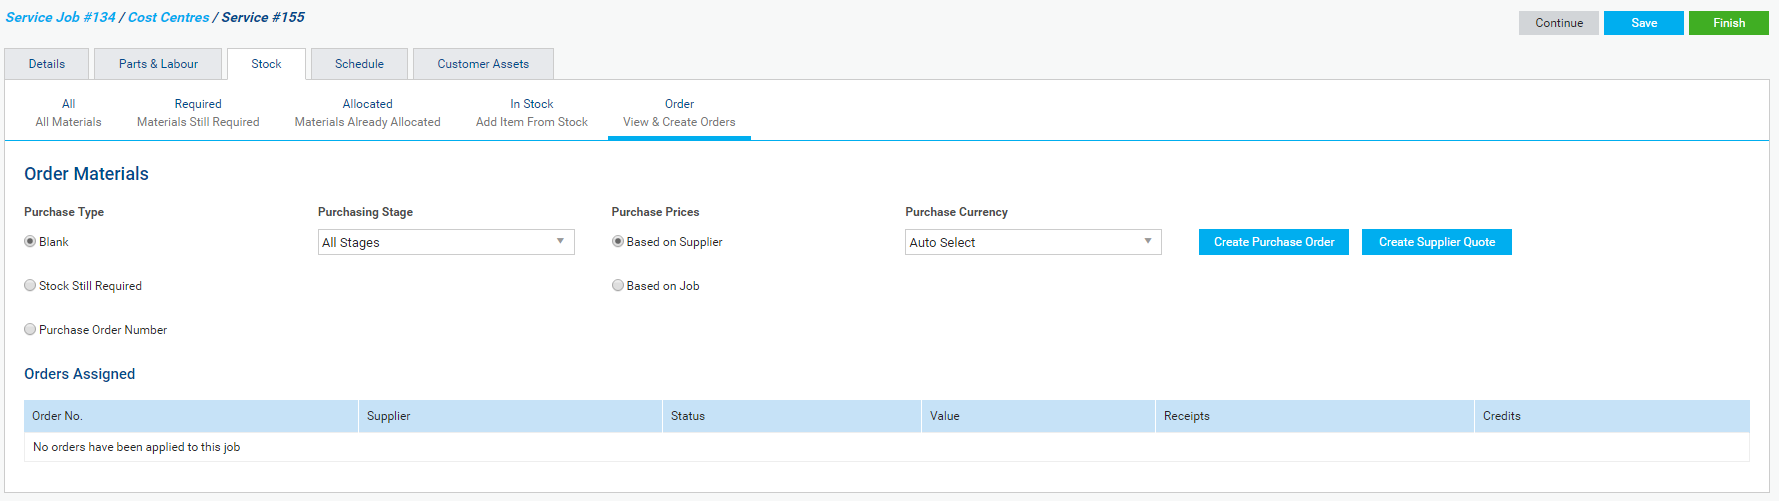 Service Job #134 / Cost Centres / Service #155
Continue Save Finish
Details Parts & Labour Stock Schedule Customer Assets
All Required Allocated In Stock Order
All Materials Materials Still Required Materials Already Allocated Add Item From Stock View & Create Orders
Order Materials
Purchase Type Purchasing Stage Purchase Prices Purchase Currency
Blank All Stages Based on Supplier Auto Select Create Purchase Order Create Supplier Quote
Stock Still Required Based on Job
Purchase Order Number
Orders Assigned
Order No. Supplier Status Value Receipts Credits
No orders have been applied to this job